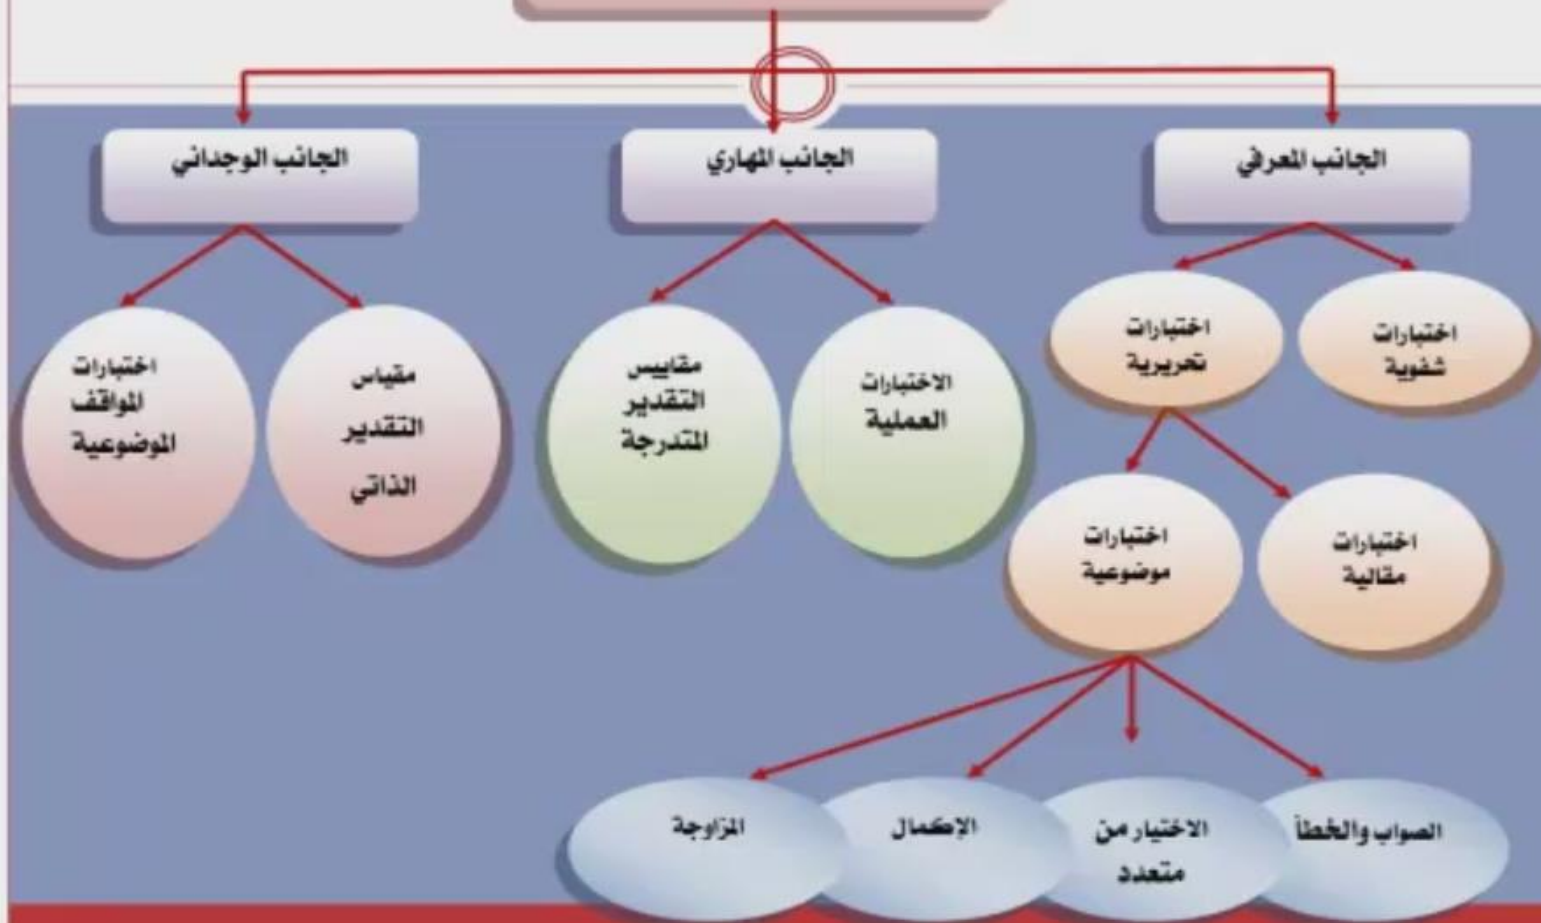 الجانب المعرفي
الجانب المهاري
الجانب الوجداني
اختبارات
شفوية
اختبارات
تحريرية
الاختبارات
العملية
مقاييس
التقدير
المتدرجة
مقياس
التقدير
الذاتي
اختبارات
المواقف
الموضوعية
اختبارات
مقالية
اختبارات
موضوعية
الصواب والخطأ
الاختيار من
متعدد
الإكمال
المزاوجة